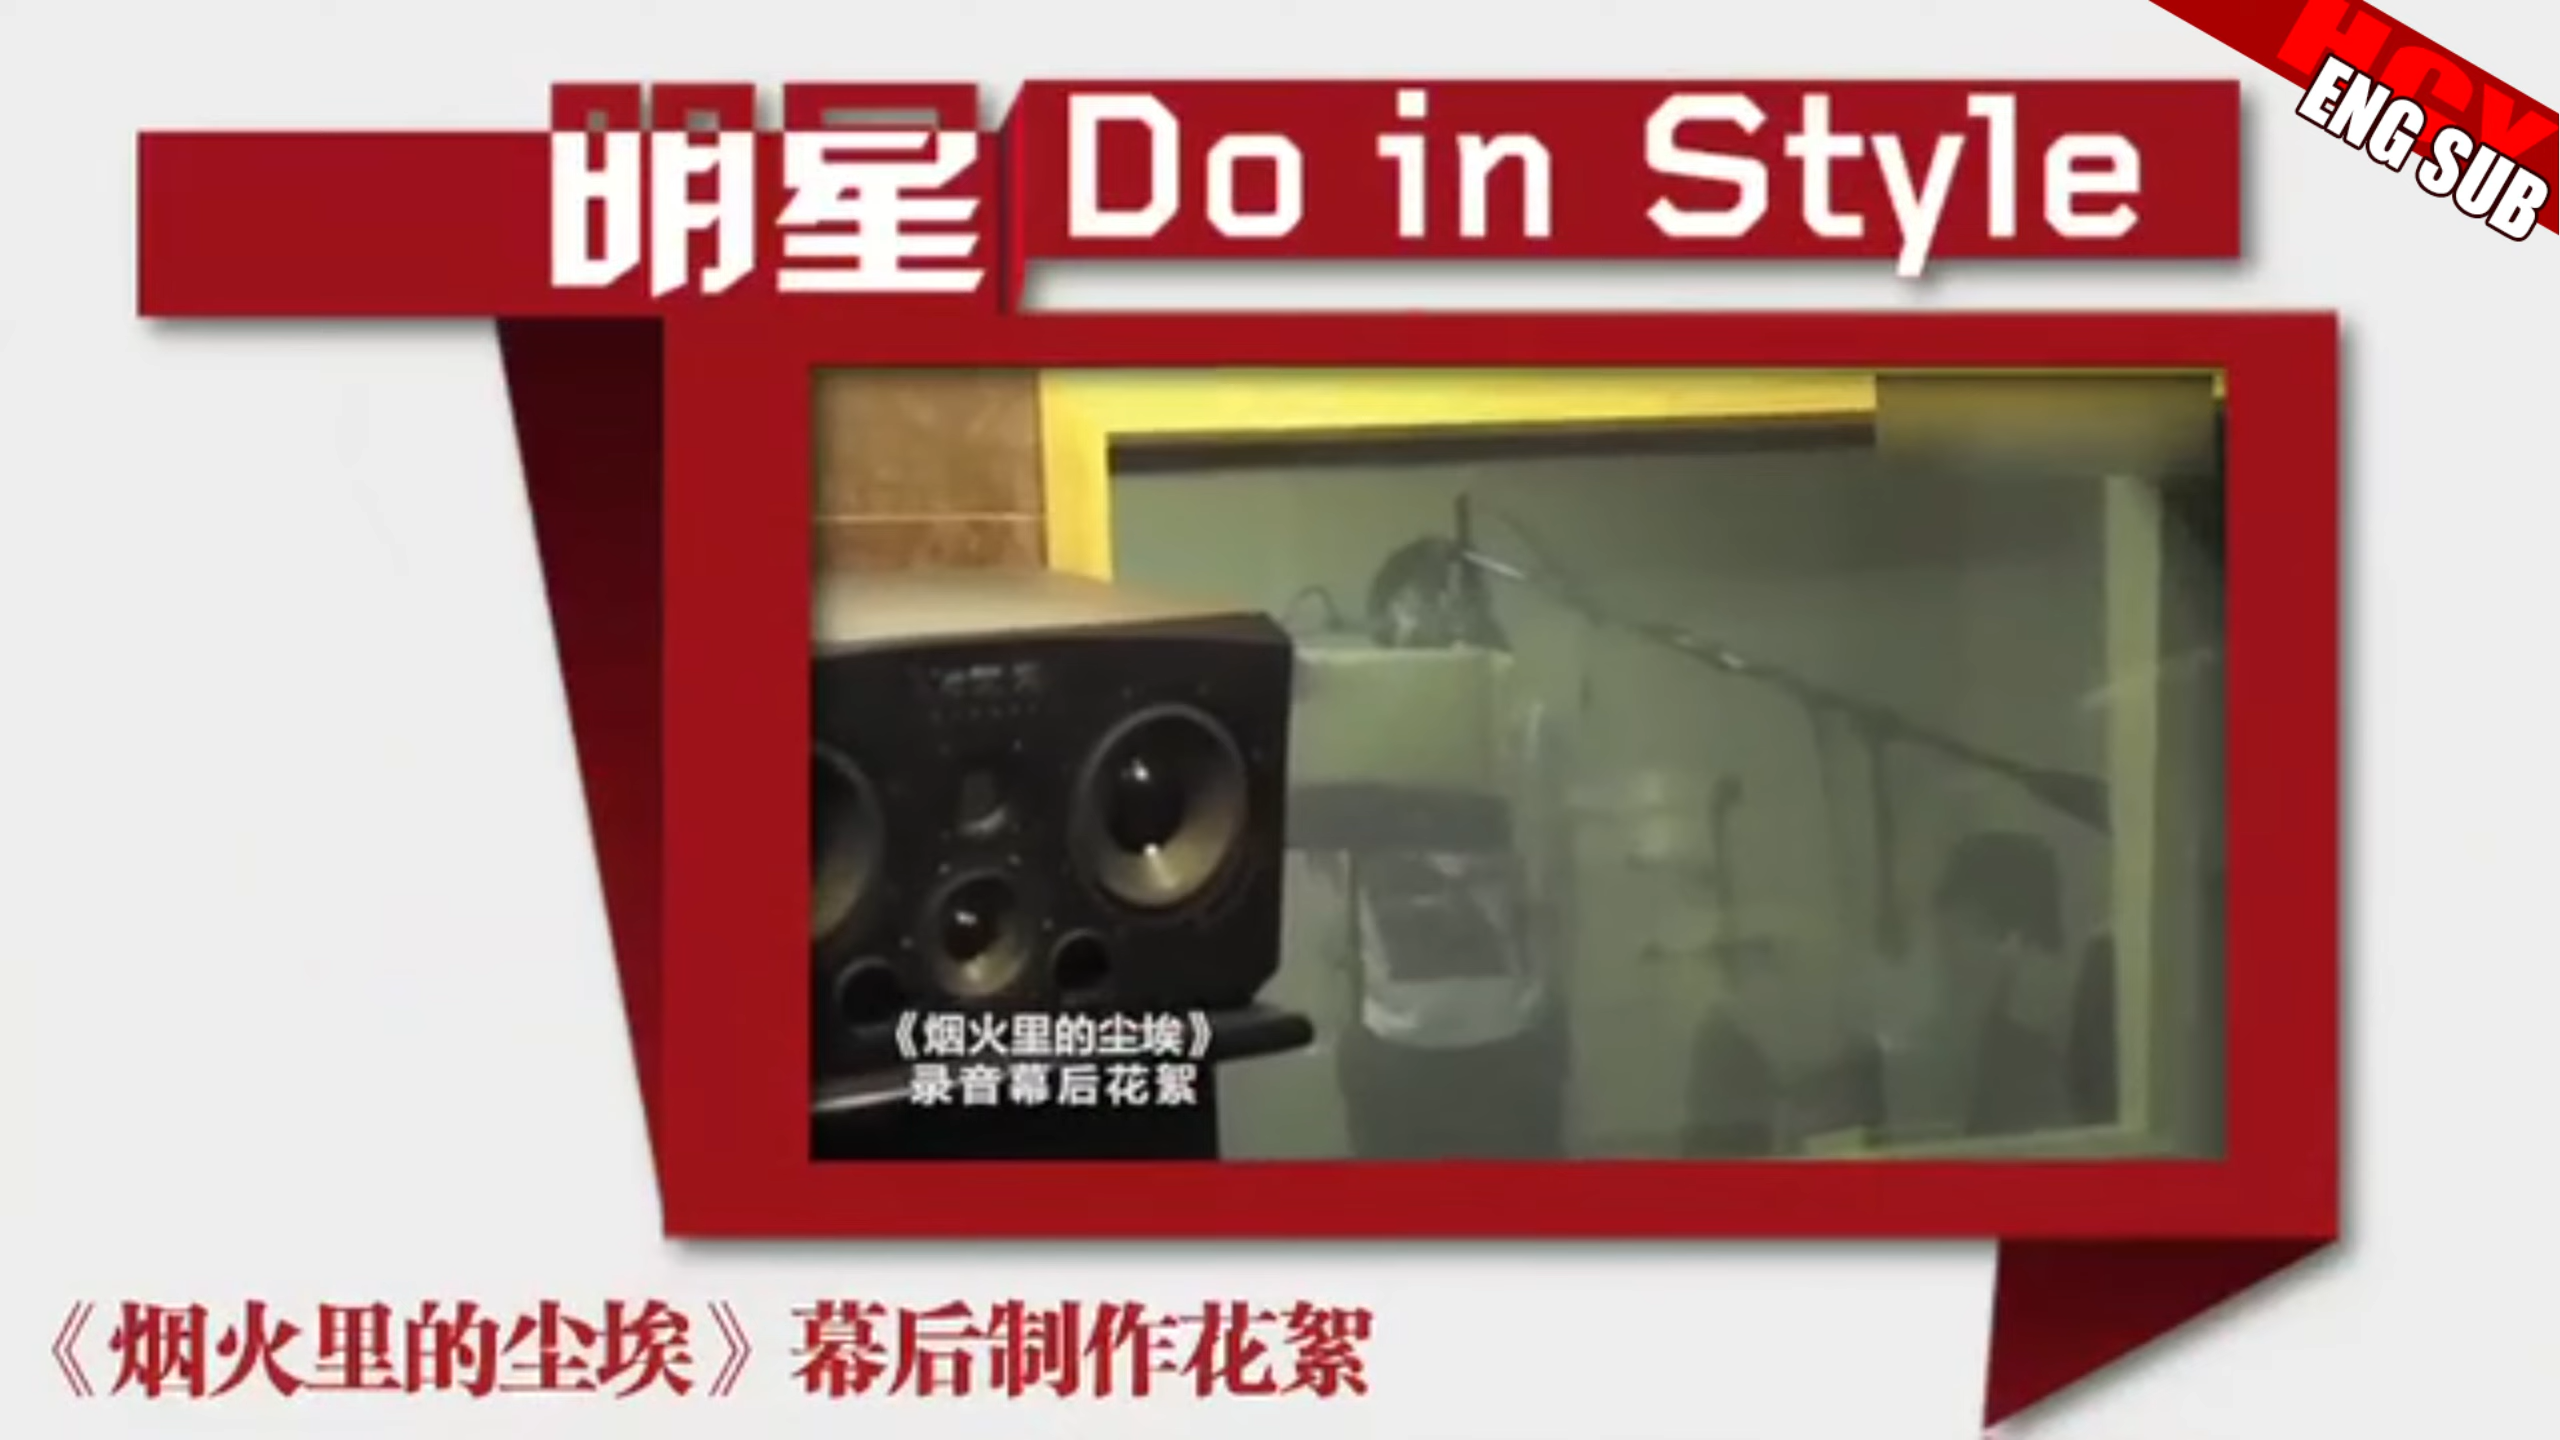 HCY
ENG SUB
明星 Do in Style
《烟火里的尘埃》
录音幕后花絮
《烟火里的尘埃》幕后制作花絮